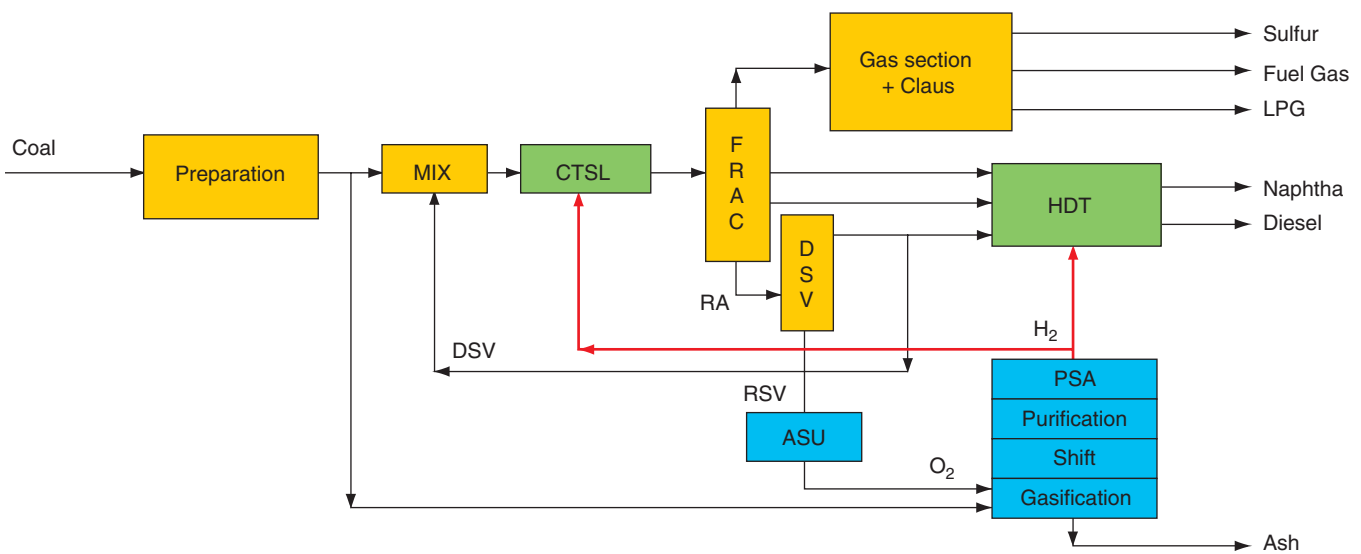 Sulfur
Gas section
+ Claus
Fuel Gas
LPG
Coal
Preparation
MIX
CTSL
F
R
A
C
HDT
Naphtha
Diesel
D
S
V
RA
H2
DSV
PSA
RSV
Purification
ASU
Shift
O2
Gasification
Ash